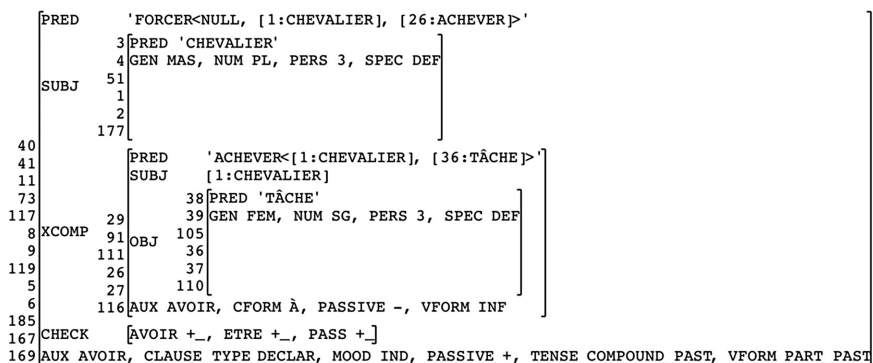 PRED 'FORCER<NULL, [1:CHEVALIER], [26:ACHEVER]>'
3 PRED 'CHEVALIER'
4 GEN MAS, NUM PL, PERS 3, SPEC DEF
51
SUBJ
1
2
177
40
41 PRED 'ACHEVER<[1:CHEVALIER], [36:TÂCHE]>'
11 SUBJ [1:CHEVALIER]
73 38 PRED 'TÂCHE'
117 29 39 GEN FEM, NUM SG, PERS 3, SPEC DEF
8 XCOMP 91 OBJ 105
9 111 36
119 26 37
5 27 110
6 116 AUX AVOIR, CFORM À, PASSIVE -, VFORM INF
185
167 CHECK [AVOIR +_, ETRE +_, PASS +_]
169 AUX AVOIR, CLAUSE TYPE DECLAR, MOOD IND, PASSIVE +, TENSE COMPOUND PAST, VFORM PART PAST